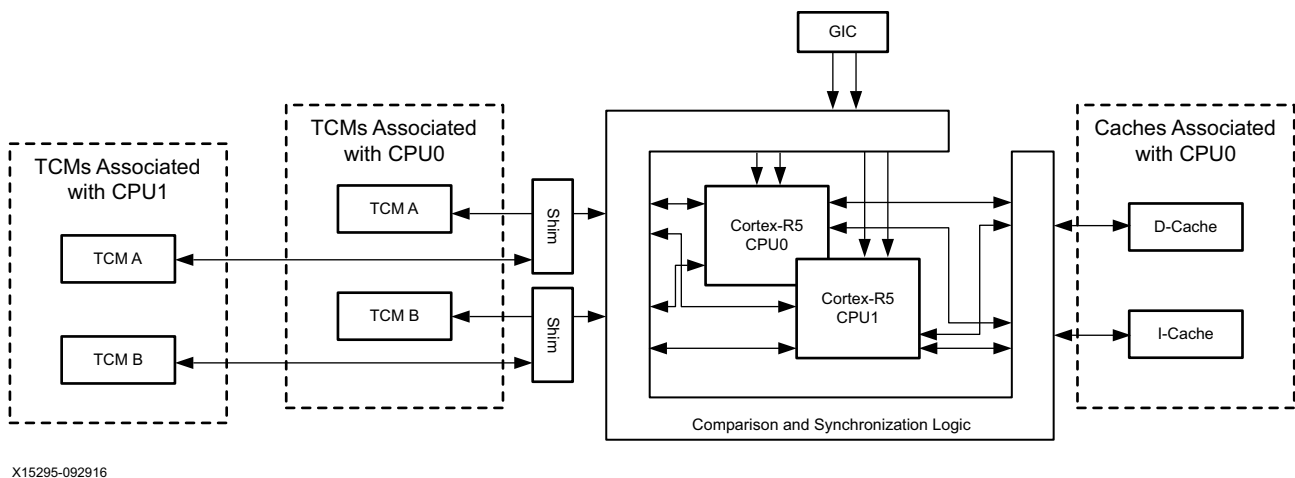 GIC
TCMs Associated
with CPU1
TCM A
TCM B
TCMs Associated
with CPU0
TCM A
TCM B
Shim
Shim
Cortex-R5
CPU0
Cortex-R5
CPU1
Comparison and Synchronization Logic
Caches Associated
with CPU0
D-Cache
I-Cache
X15295-092916